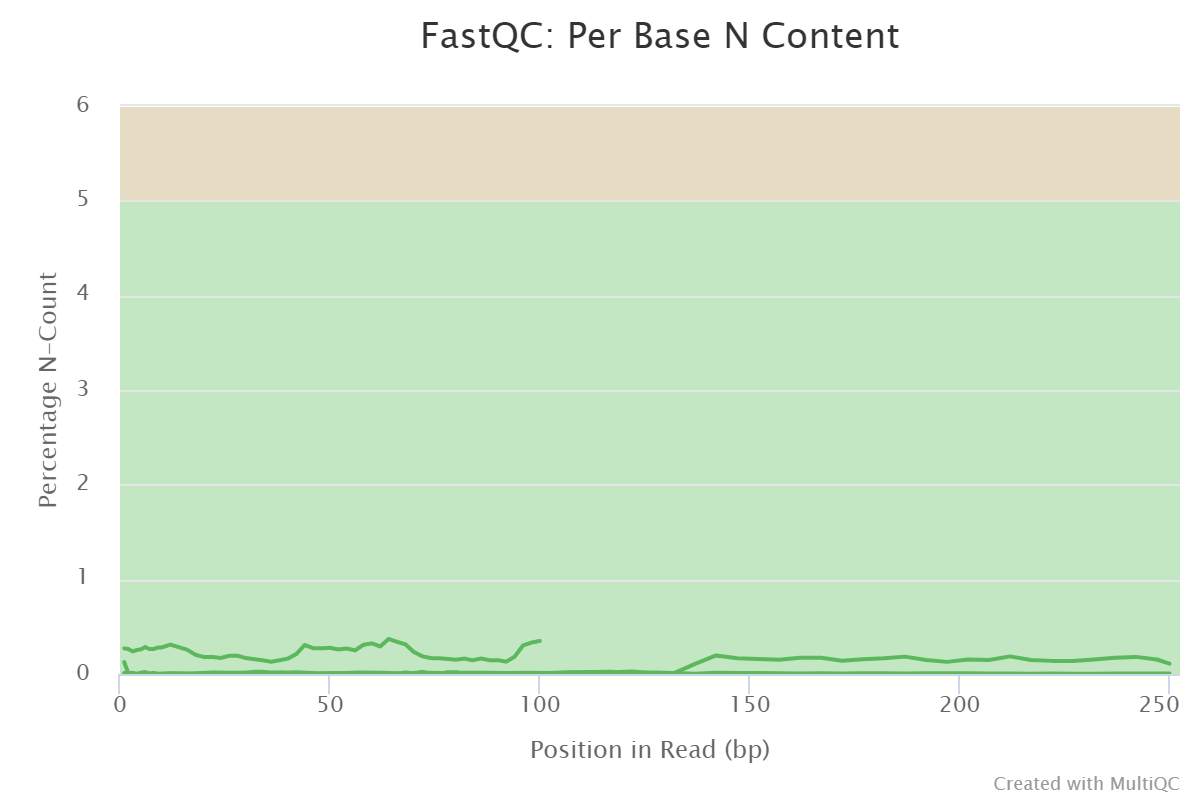 FastQC: Per Base N Content
6
5
4
3
2
1
0
Percentage N-Count
0 50 100 150 200 250
Position in Read (bp)
Created with MultiQC